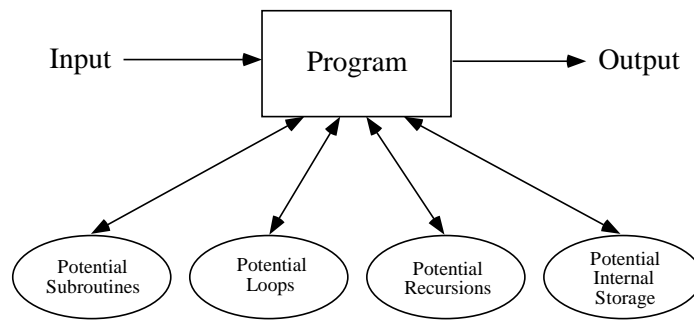 Input
Program
Output
Potential
Subroutines
Potential
Loops
Potential
Recursions
Potential
Internal
Storage